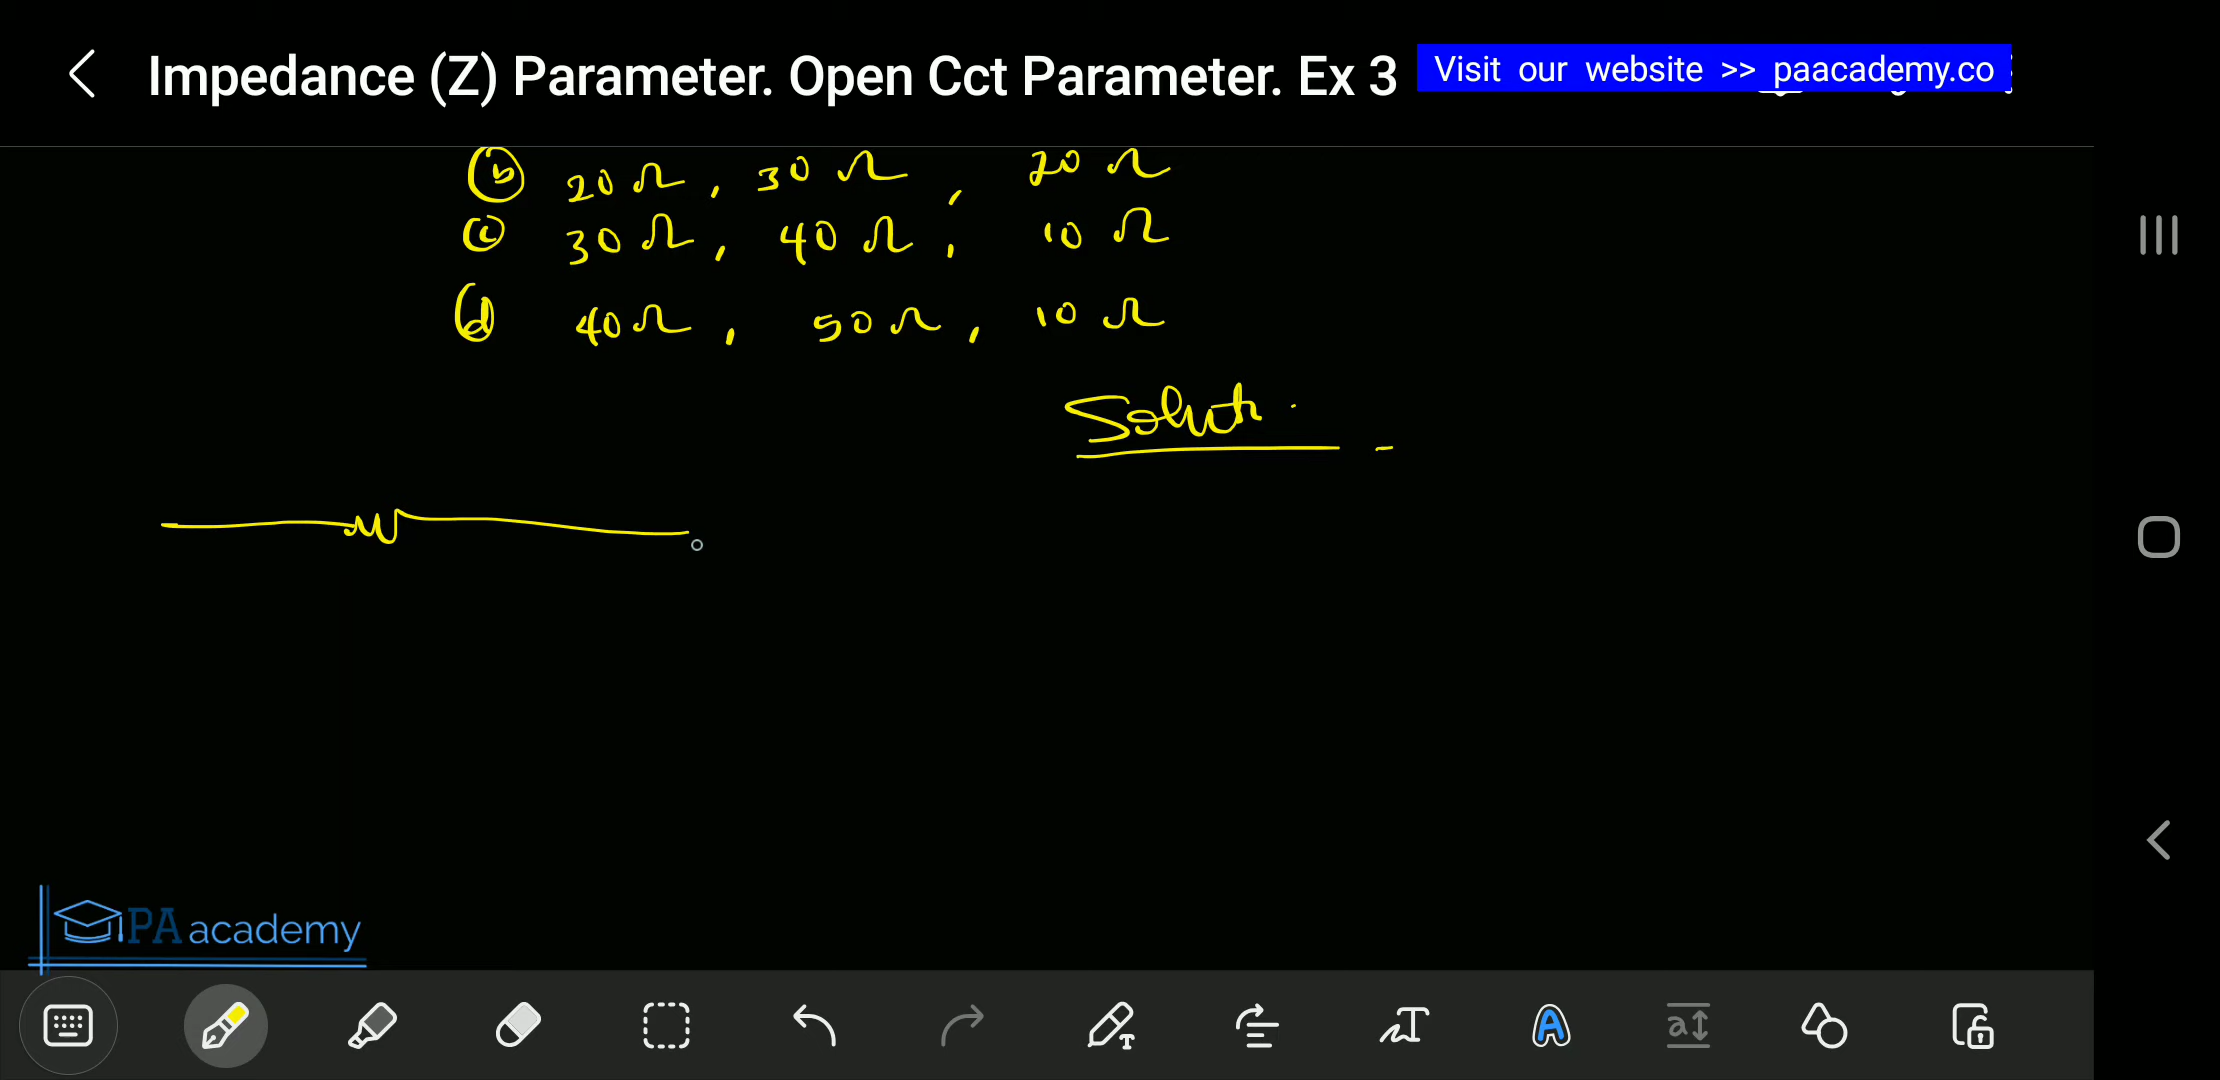 Impedance (Z) Parameter. Open Cct Parameter. Ex 3
Visit our website >> paacademy.co
(b) 20 Ω, 30 Ω, 20 Ω
(c) 30 Ω, 40 Ω, 10 Ω
(d) 40 Ω, 50 Ω, 10 Ω
PA academy